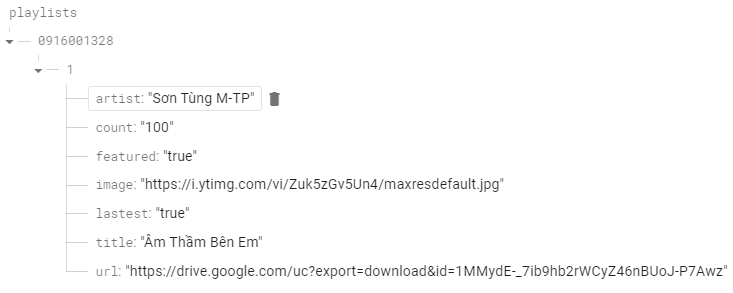 playlists
0916001328
1
artist: "Sơn Tùng M-TP"
count: "100"
featured: "true"
image: "https://i.ytimg.com/vi/Zuk5zGv5Un4/maxresdefault.jpg"
lastest: "true"
title: "Âm Thầm Bên Em"
url: "https://drive.google.com/uc?export=download&id=1MMydE-_7ib9hb2rWCyZ46nBUoJ-P7Awz"